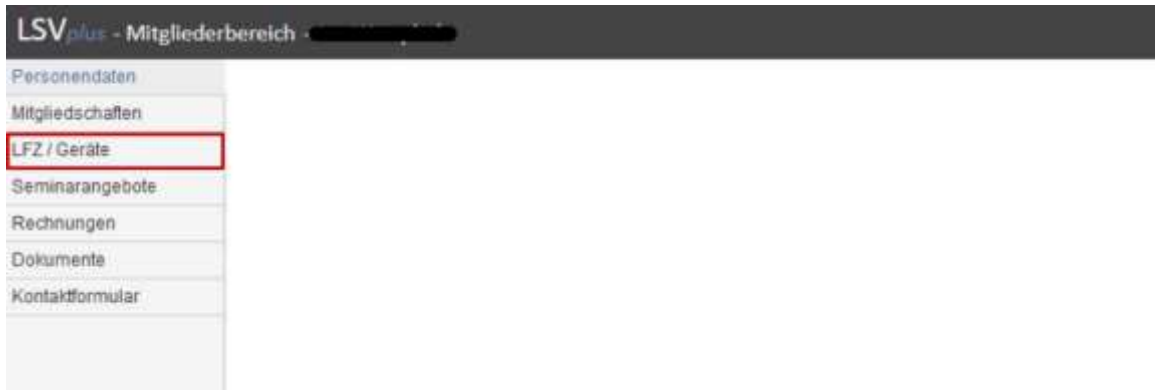 LSVplus - Mitgliederbereich -
Personendaten
Mitgliedschaften
LFZ / Geräte
Seminarangebote
Rechnungen
Dokumente
Kontaktformular